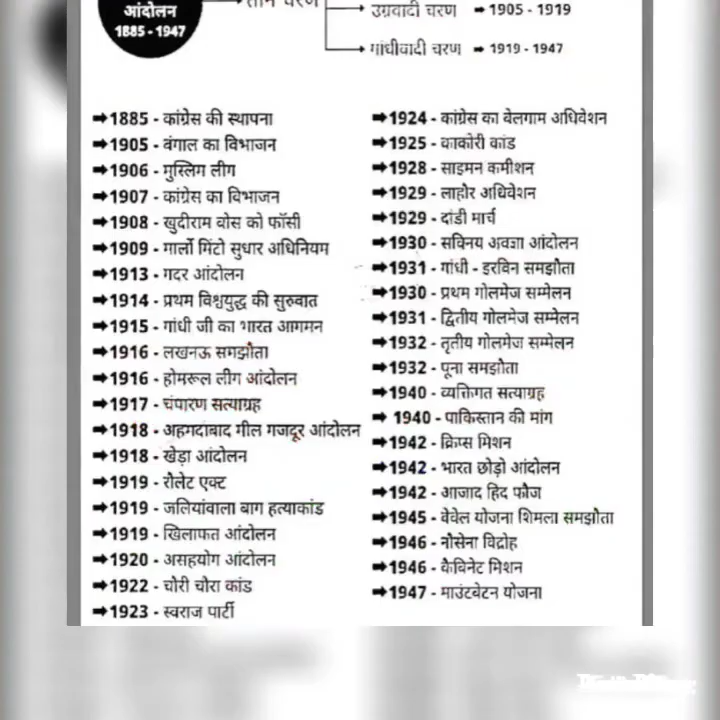 आंदोलन
1885 - 1947
तीन चरण
उग्रवादी चरण ➡ 1905 - 1919
गांधीवादी चरण ➡ 1919 - 1947
➡1885 - कांग्रेस की स्थापना
➡1905 - बंगाल का विभाजन
➡1906 - मुस्लिम लीग
➡1907 - कांग्रेस का विभाजन
➡1908 - खुदीराम बोस को फाँसी
➡1909 - मार्लो मिंटो सुधार अधिनियम
➡1913 - गदर आंदोलन
➡1914 - प्रथम विश्वयुद्ध की सुरुवात
➡1915 - गांधी जी का भारत आगमन
➡1916 - लखनऊ समझौता
➡1916 - होमरूल लीग आंदोलन
➡1917 - चंपारण सत्याग्रह
➡1918 - अहमदाबाद मील मजदूर आंदोलन
➡1918 - खेड़ा आंदोलन
➡1919 - रौलेट एक्ट
➡1919 - जलियांवाला बाग हत्याकांड
➡1919 - खिलाफत आंदोलन
➡1920 - असहयोग आंदोलन
➡1922 - चौरी चौरा कांड
➡1923 - स्वराज पार्टी
➡1924 - कांग्रेस का बेलगाम अधिवेशन
➡1925 - काकोरी कांड
➡1928 - साइमन कमीशन
➡1929 - लाहौर अधिवेशन
➡1929 - दांडी मार्च
➡1930 - सविनय अवज्ञा आंदोलन
➡1931 - गांधी - इरविन समझौता
➡1930 - प्रथम गोलमेज सम्मेलन
➡1931 - द्वितीय गोलमेज सम्मेलन
➡1932 - तृतीय गोलमेज सम्मेलन
➡1932 - पूना समझौता
➡1940 - व्यक्तिगत सत्याग्रह
➡ 1940 - पाकिस्तान की मांग
➡1942 - क्रिप्स मिशन
➡1942 - भारत छोड़ो आंदोलन
➡1942 - आजाद हिंद फौज
➡1945 - वेवेल योजना शिमला समझौता
➡1946 - नौसेना विद्रोह
➡1946 - कैबिनेट मिशन
➡1947 - माउंटबेटन योजना